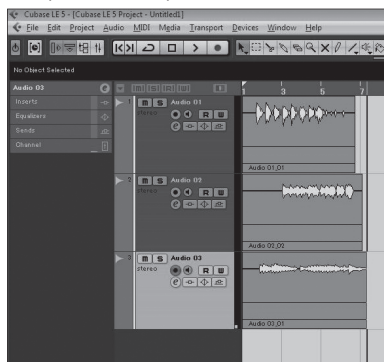 Cubase LE 5 - [Cubase LE 5 Project - Untitled1]
File Edit Project Audio MIDI Media Transport Devices Window Help
No Object Selected
Audio 03
Inserts
Equalizers
Sends
Channel
1 3 5 7
1 m S Audio 01
stereo
R W
e
Audio 01_01
2 m S Audio 02
stereo
R W
e
Audio 02_02
3 m S Audio 03
stereo
R W
e
Audio 03_01